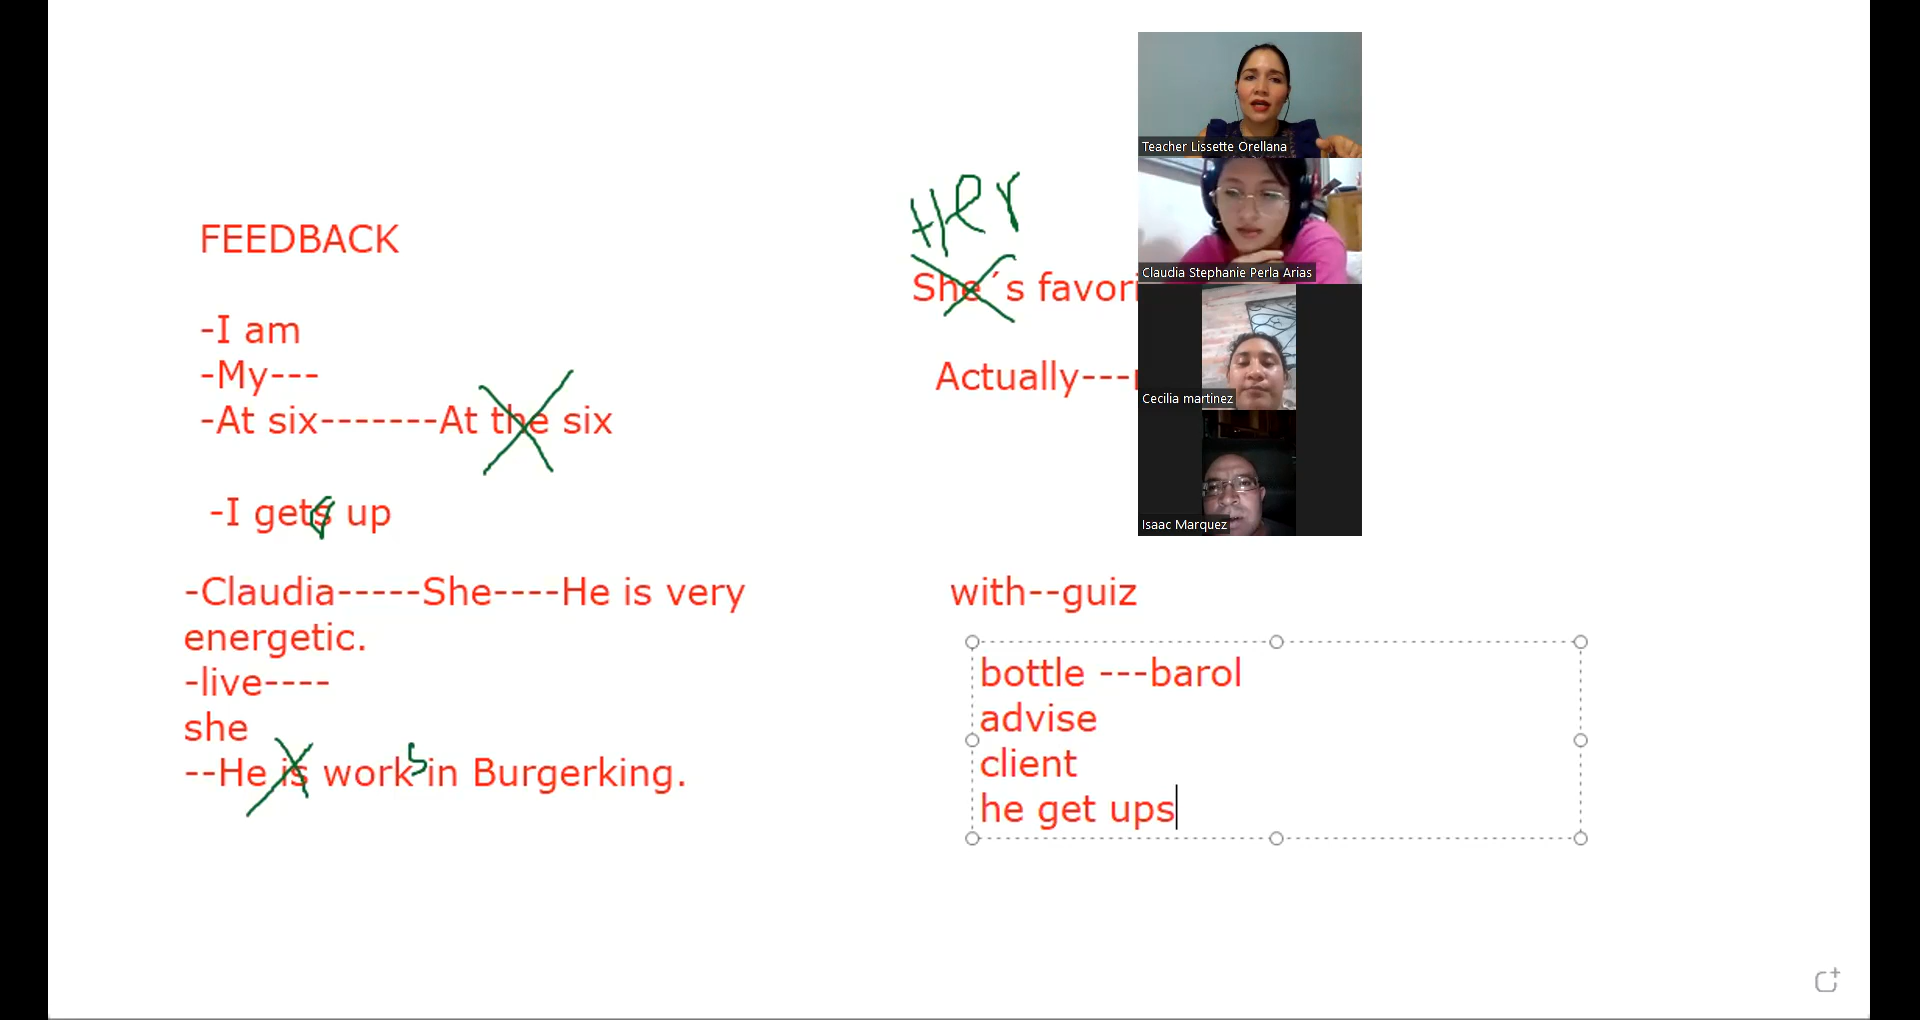 FEEDBACK
-I am
-My---
-At six-------At the six
-I gets up
-Claudia-----She----He is very
energetic.
-live----
she
--He is works in Burgerking.
Her
She´s favori
Actually---
with--guiz
bottle ---barol
advise
client
he get ups
Teacher Lissette Orellana
Claudia Stephanie Perla Arias
Cecilia martinez
Isaac Marquez